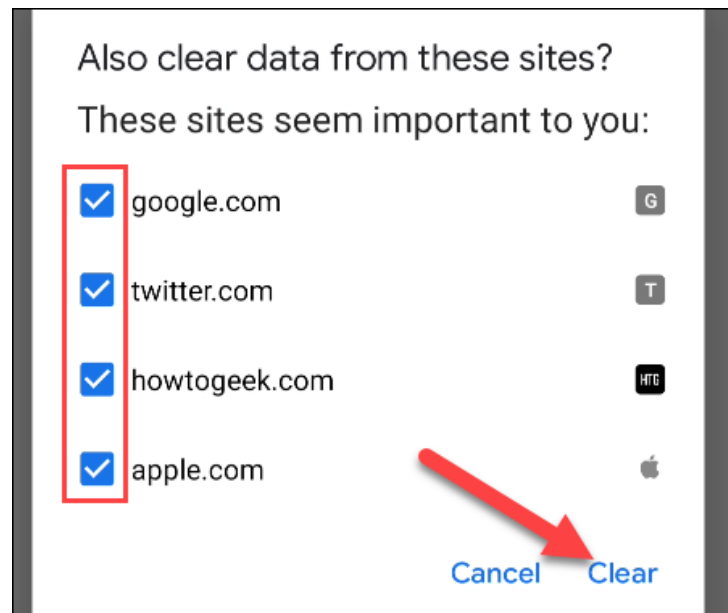 Also clear data from these sites?
These sites seem important to you:
google.com G
twitter.com T
howtogeek.com HTG
apple.com
Cancel Clear